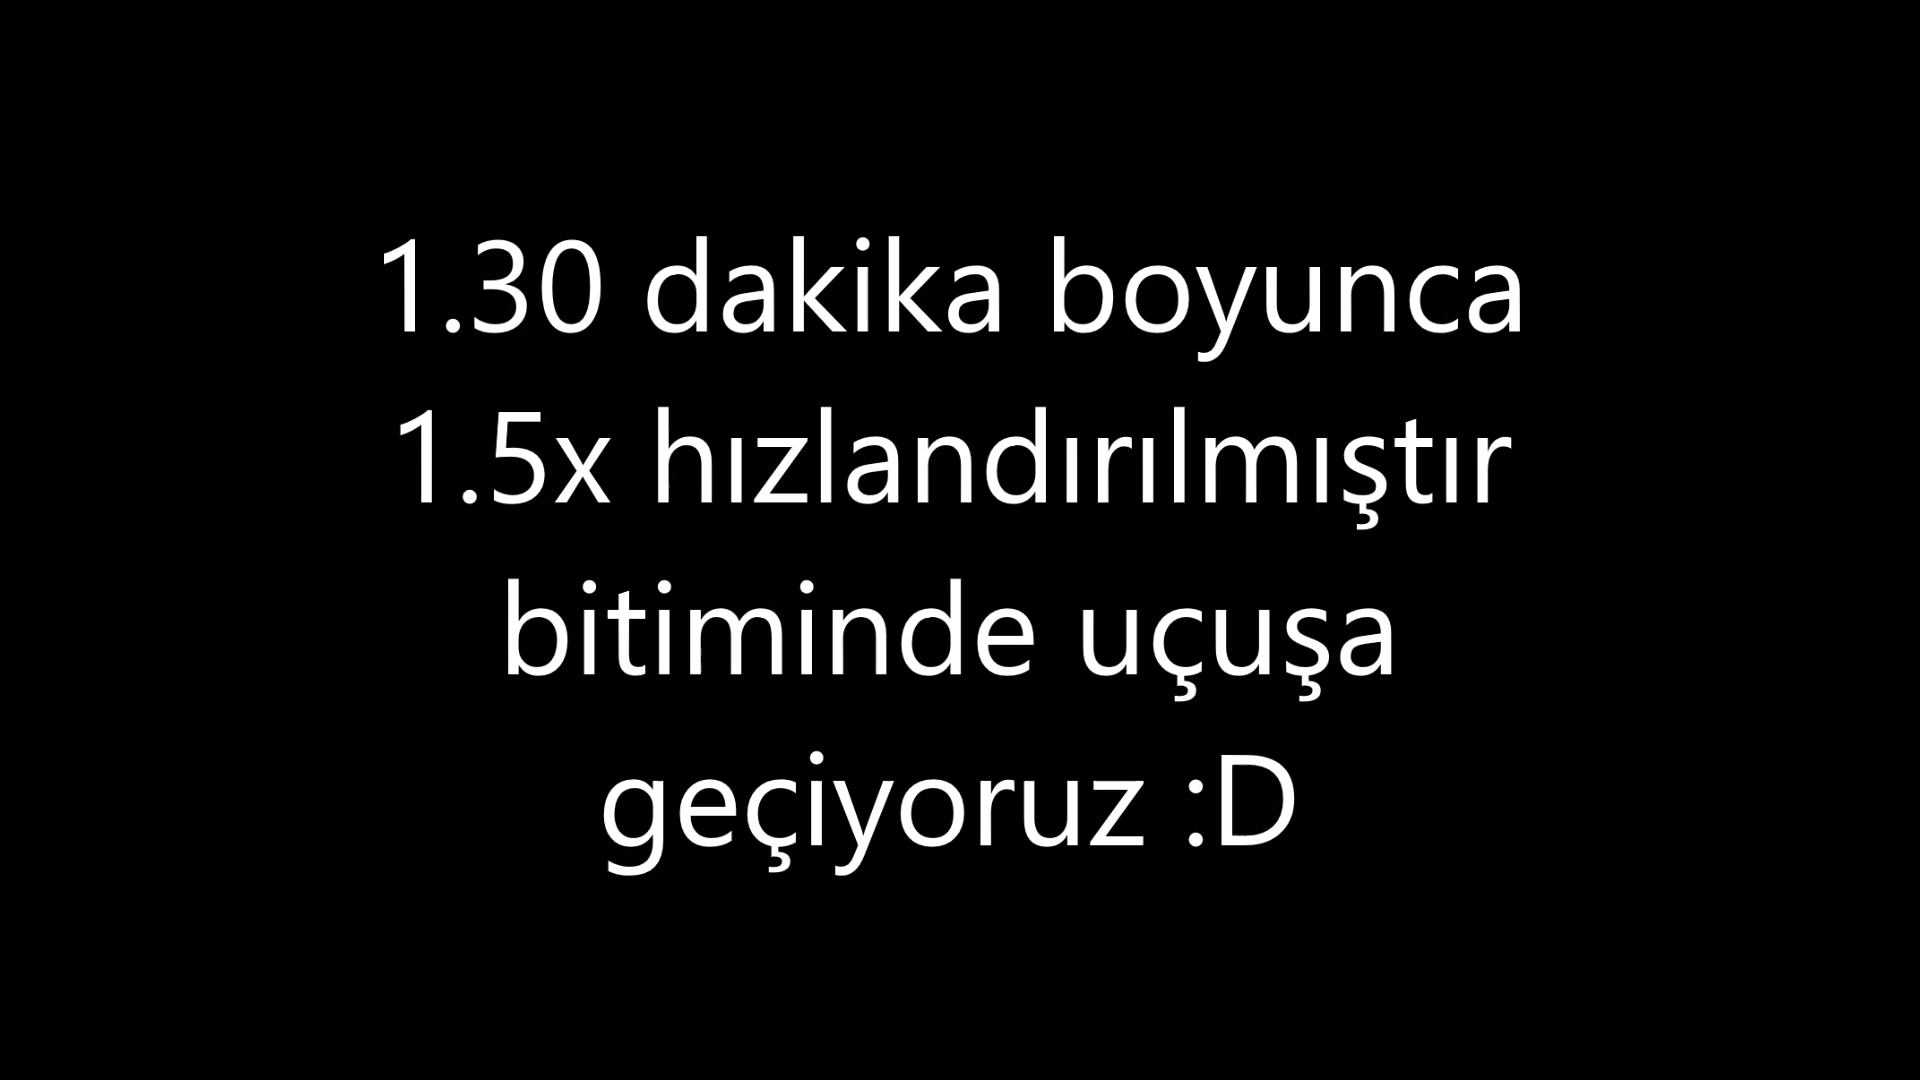 1.30 dakika boyunca
1.5x hızlandırılmıştır
bitiminde uçuşa
geçiyoruz :D